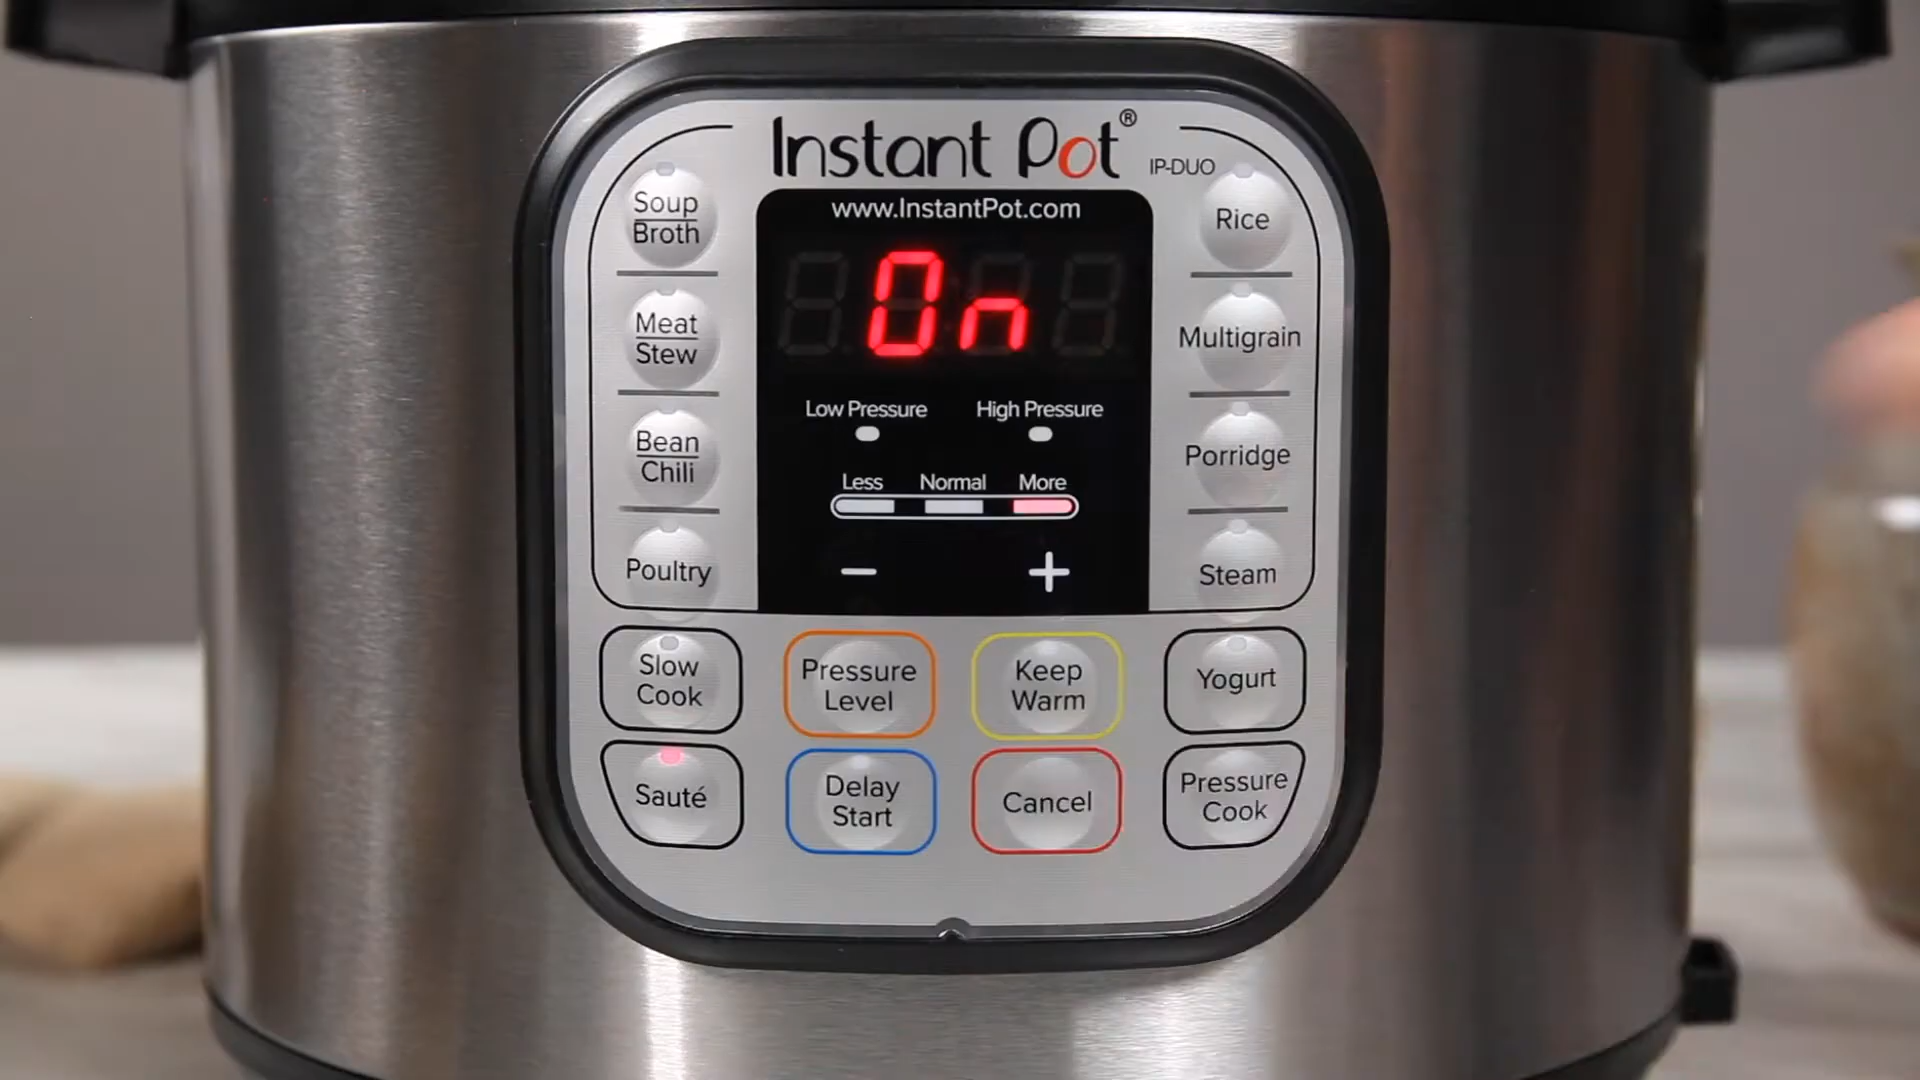 Instant Pot®
IP-DUO
www.InstantPot.com
On
Low Pressure
High Pressure
Less
Normal
More
−
+
Soup
Broth
Meat
Stew
Bean
Chili
Poultry
Rice
Multigrain
Porridge
Steam
Slow
Cook
Pressure
Level
Keep
Warm
Yogurt
Sauté
Delay
Start
Cancel
Pressure
Cook